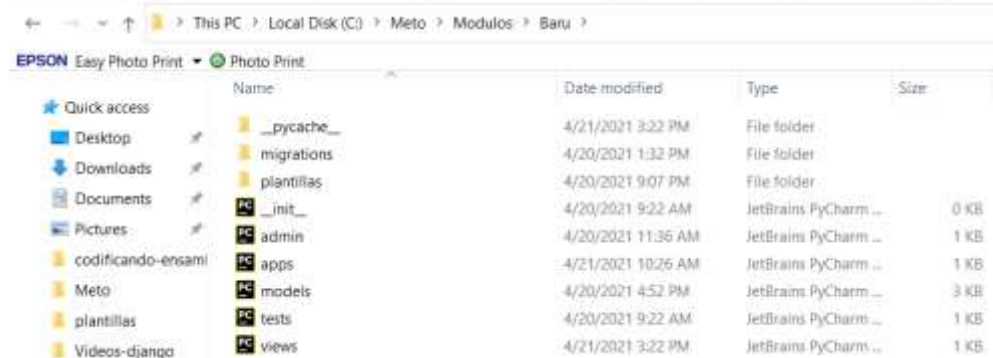 This PC > Local Disk (C:) > Meto > Modulos > Baru >
EPSON Easy Photo Print Photo Print
Name Date modified Type Size
Quick access
Desktop
Downloads
Documents
Pictures
codificando-ensaml
Meto
plantillas
Videos-django
__pycache__ 4/21/2021 3:22 PM File folder
migrations 4/20/2021 1:32 PM File folder
plantillas 4/20/2021 9:07 PM File folder
__init__ 4/20/2021 9:22 AM JetBrains PyCharm ... 0 KB
admin 4/20/2021 11:36 AM JetBrains PyCharm ... 1 KB
apps 4/21/2021 10:26 AM JetBrains PyCharm ... 1 KB
models 4/20/2021 4:52 PM JetBrains PyCharm ... 3 KB
tests 4/20/2021 9:22 AM JetBrains PyCharm ... 1 KB
views 4/21/2021 3:22 PM JetBrains PyCharm ... 1 KB